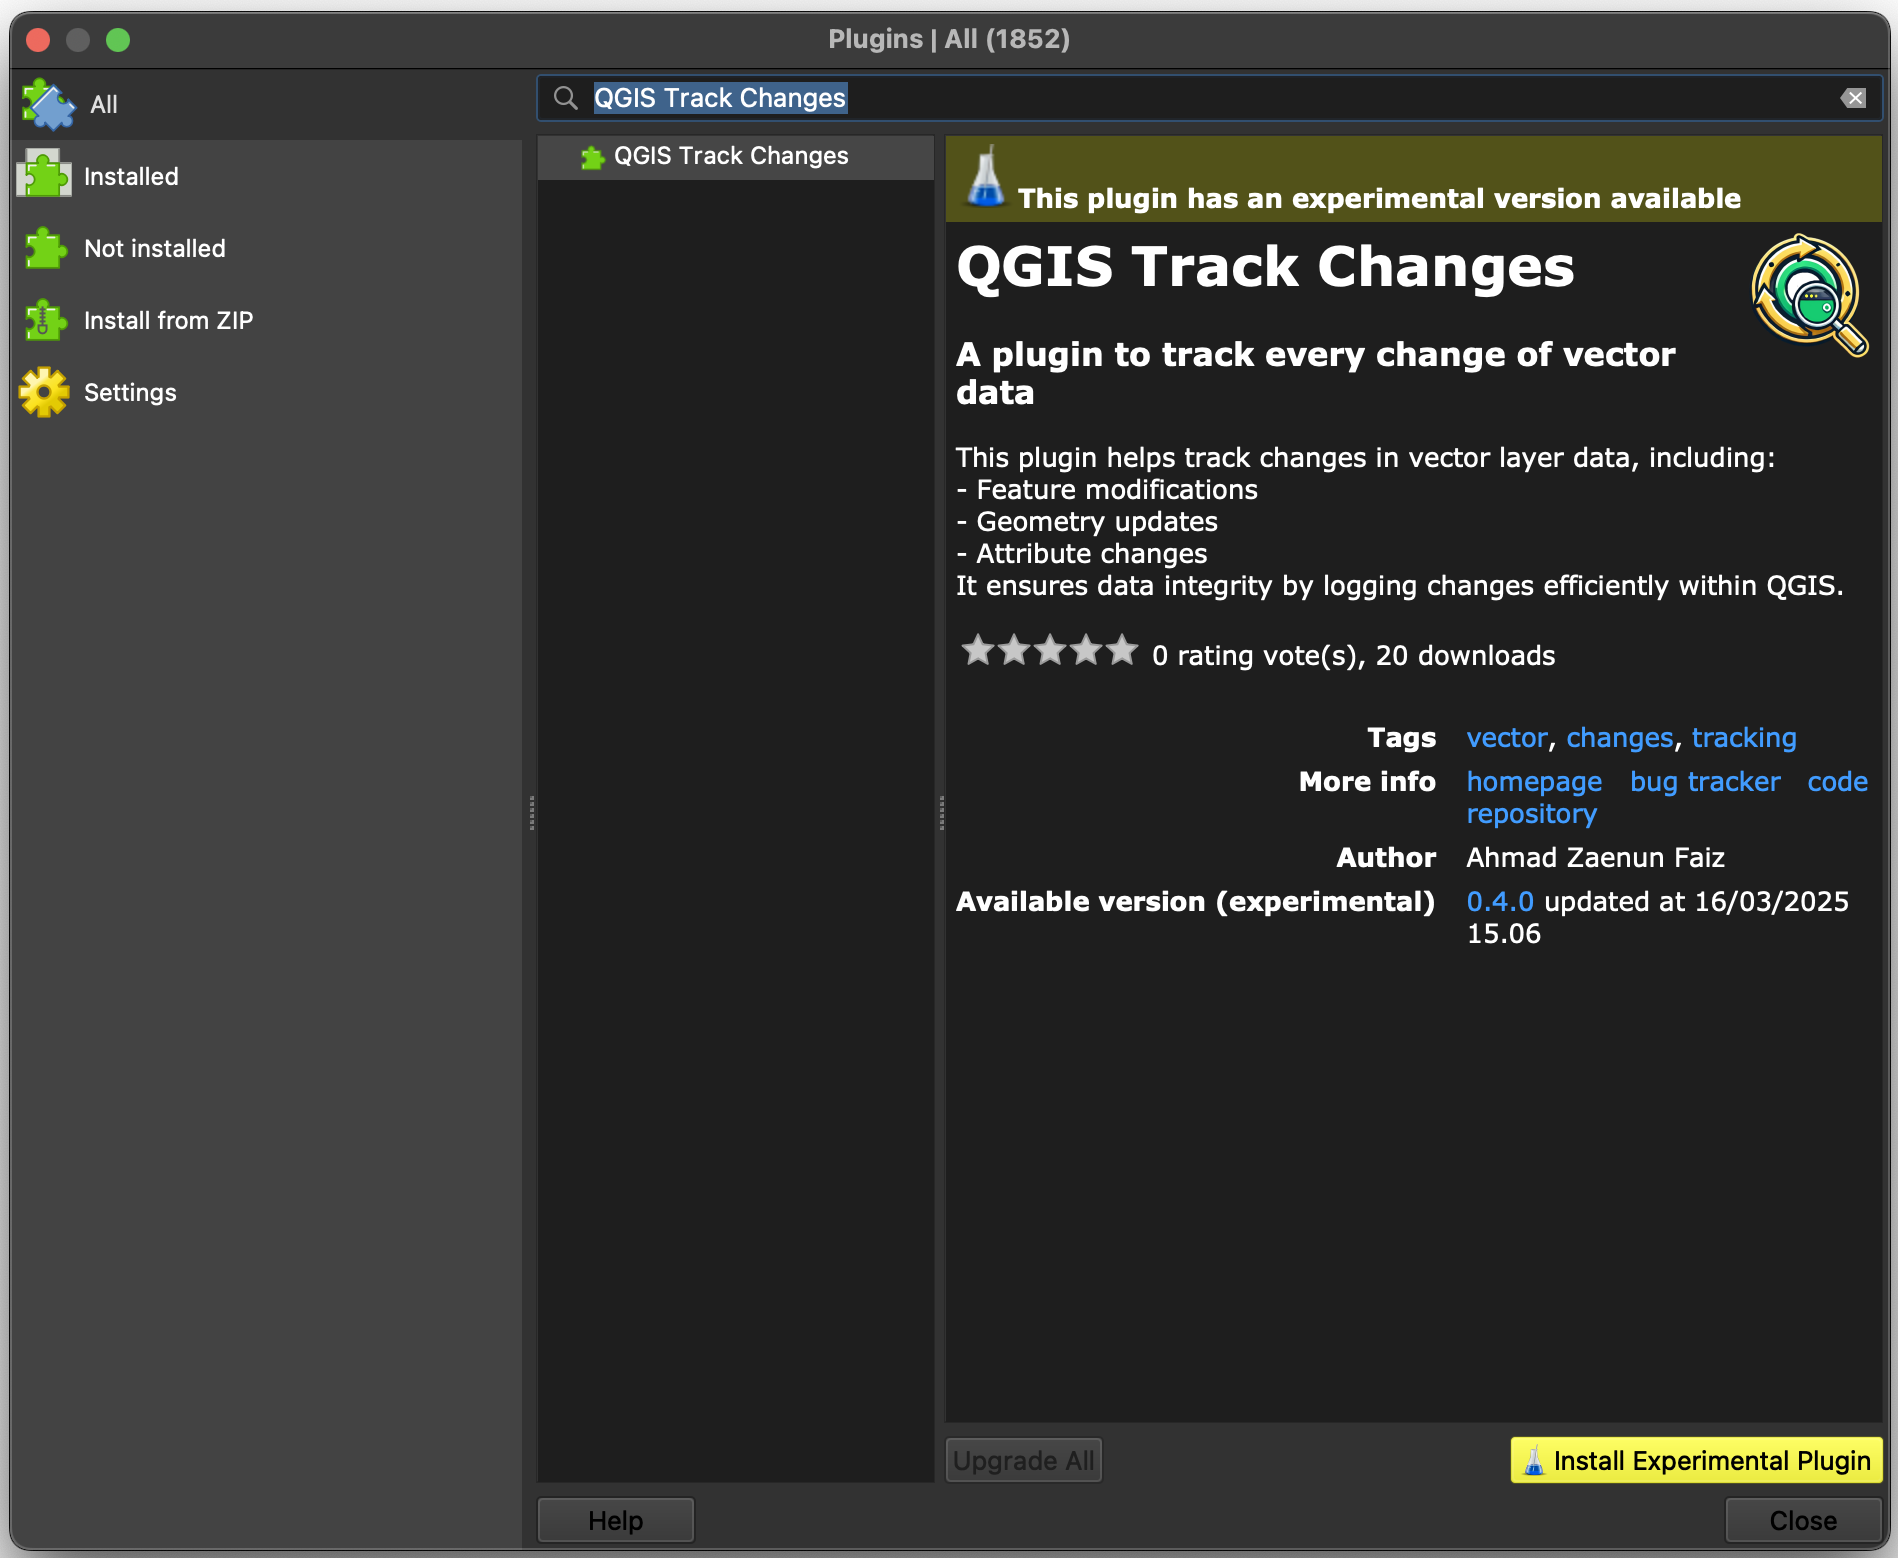 Plugins | All (1852)
All
Installed
Not installed
Install from ZIP
Settings
QGIS Track Changes
QGIS Track Changes
This plugin has an experimental version available
QGIS Track Changes
A plugin to track every change of vector
data
This plugin helps track changes in vector layer data, including:
- Feature modifications
- Geometry updates
- Attribute changes
It ensures data integrity by logging changes efficiently within QGIS.
0 rating vote(s), 20 downloads
Tags vector, changes, tracking
More info homepage bug tracker code
repository
Author Ahmad Zaenun Faiz
Available version (experimental) 0.4.0 updated at 16/03/2025
15.06
Upgrade All
Install Experimental Plugin
Help
Close